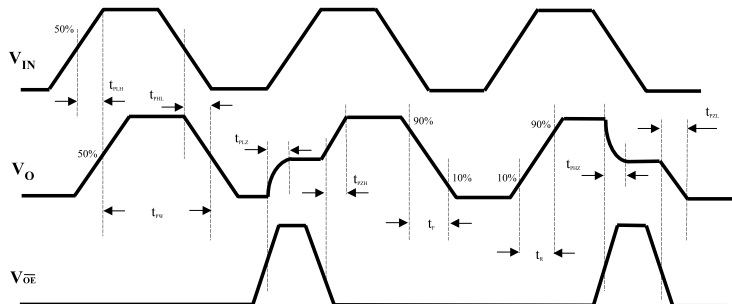 50%
V_IN
t_PLH
t_PHL
t_PLZ
90%
90%
t_PZL
50%
V_O
10%
10%
t_PZH
t_PHZ
t_PW
t_F
t_R
V_OE